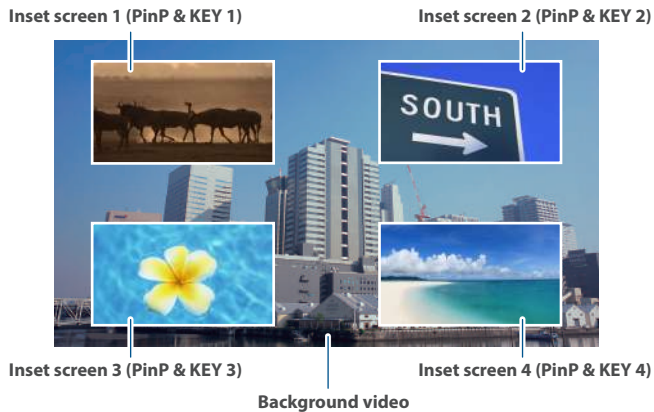 Inset screen 1 (PinP & KEY 1)
Inset screen 2 (PinP & KEY 2)
SOUTH
Inset screen 3 (PinP & KEY 3)
Inset screen 4 (PinP & KEY 4)
Background video